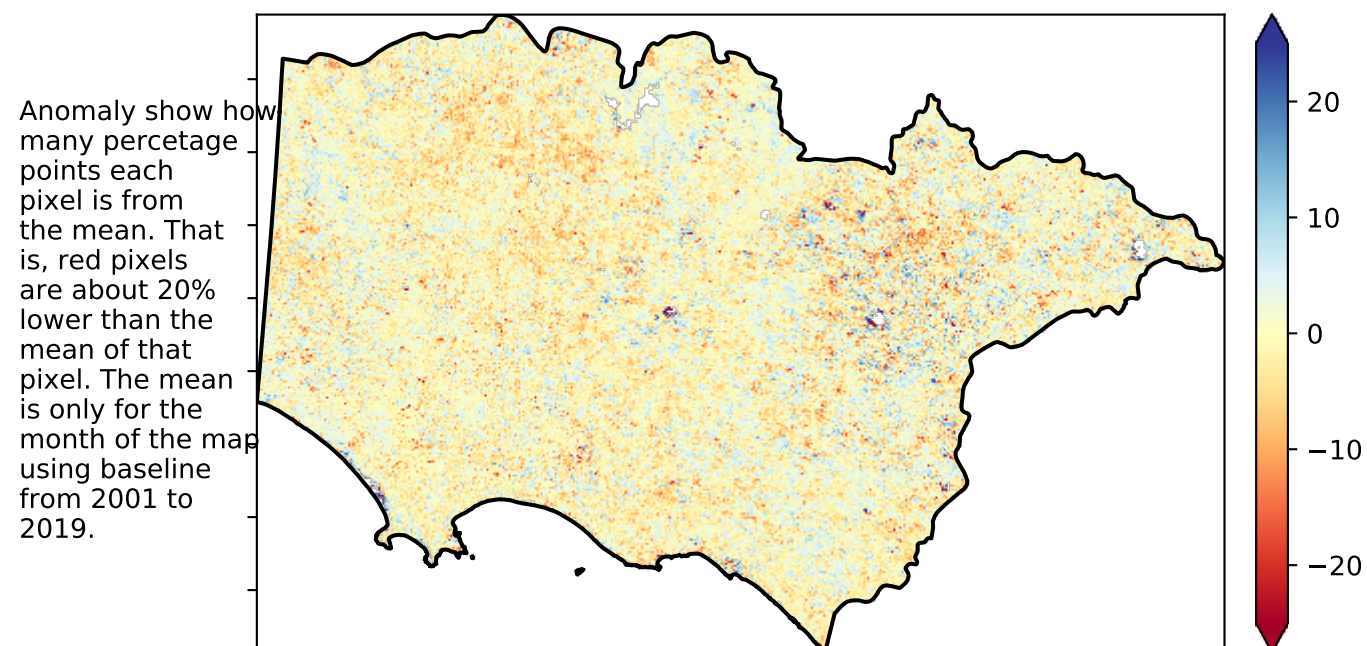 Anomaly show how
many percetage
points each
pixel is from
the mean. That
is, red pixels
are about 20%
lower than the
mean of that
pixel. The mean
is only for the
month of the map
using baseline
from 2001 to
2019.
20
10
0
−10
−20